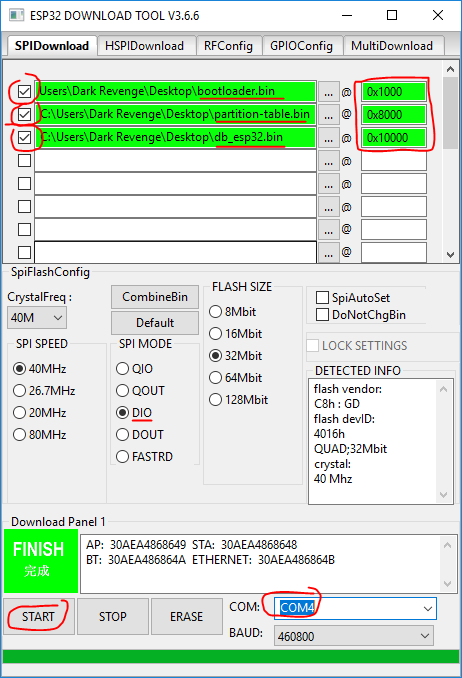 ESP32 DOWNLOAD TOOL V3.6.6
SPIDownload HSPIDownload RFConfig GPIOConfig MultiDownload
Users\Dark Revenge\Desktop\bootloader.bin ... @ 0x1000
C:\Users\Dark Revenge\Desktop\partition-table.bin ... @ 0x8000
C:\Users\Dark Revenge\Desktop\db_esp32.bin ... @ 0x10000
... @
... @
... @
... @
... @
SpiFlashConfig
CrystalFreq :
40M
CombineBin
Default
SPI SPEED
40MHz
26.7MHz
20MHz
80MHz
SPI MODE
QIO
QOUT
DIO
DOUT
FASTRD
FLASH SIZE
8Mbit
16Mbit
32Mbit
64Mbit
128Mbit
SpiAutoSet
DoNotChgBin
LOCK SETTINGS
DETECTED INFO
flash vendor:
C8h : GD
flash devID:
4016h
QUAD;32Mbit
crystal:
40 Mhz
Download Panel 1
FINISH
完成
AP: 30AEA4868649 STA: 30AEA4868648
BT: 30AEA486864A ETHERNET: 30AEA486864B
START STOP ERASE
COM: COM4
BAUD: 460800